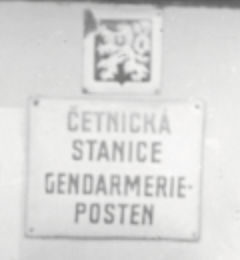 ČETNICKÁ
STANICE
GENDARMERIE-
POSTEN